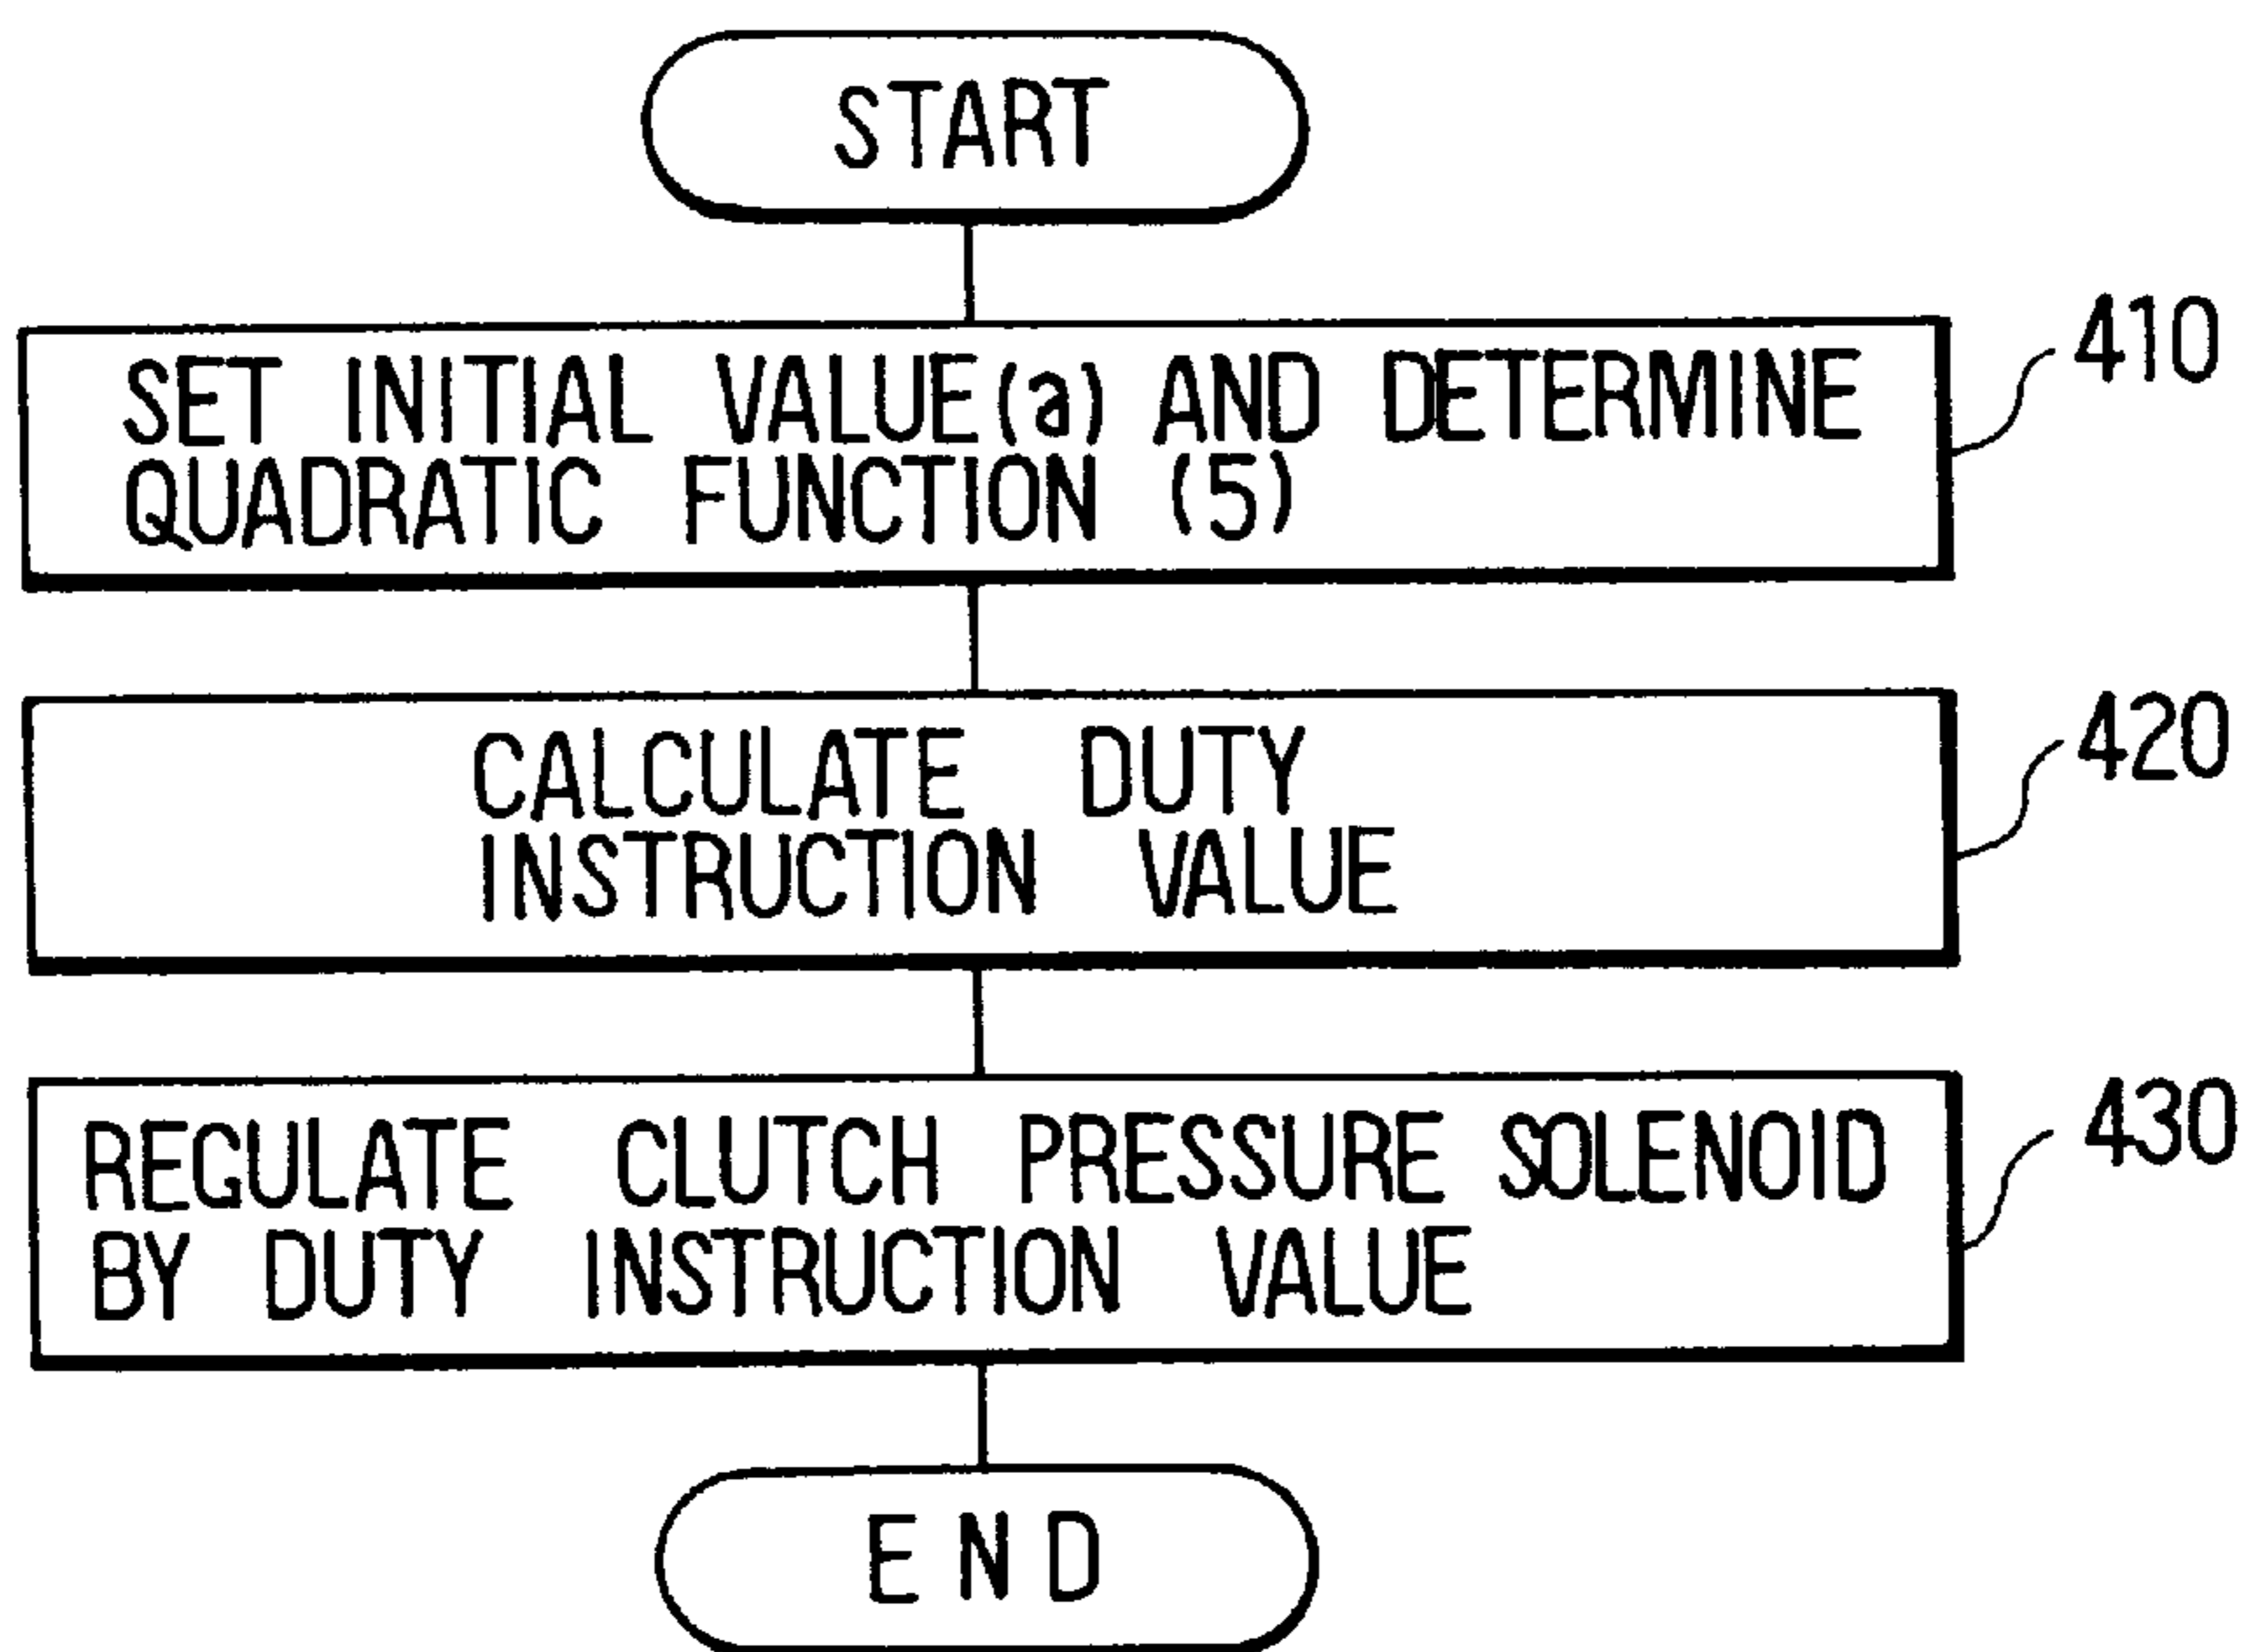 START
SET INITIAL VALUE(a) AND DETERMINE
QUADRATIC FUNCTION (5)
410
CALCULATE DUTY
INSTRUCTION VALUE
420
REGULATE CLUTCH PRESSURE SOLENOID
BY DUTY INSTRUCTION VALUE
430
END